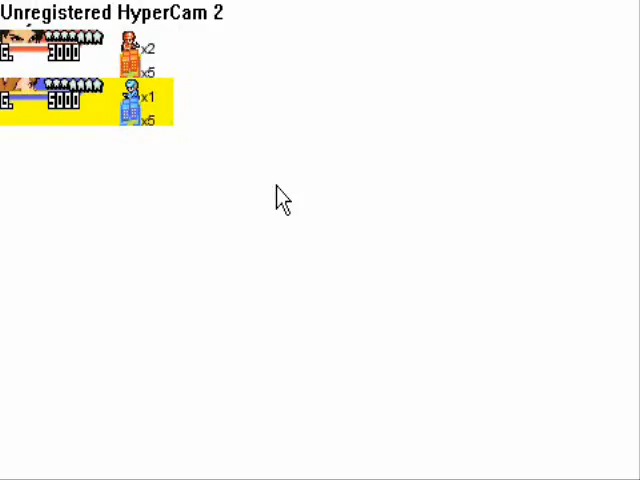 Unregistered HyperCam 2
G. 3000 x2
x5
G. 5000 x1
x5